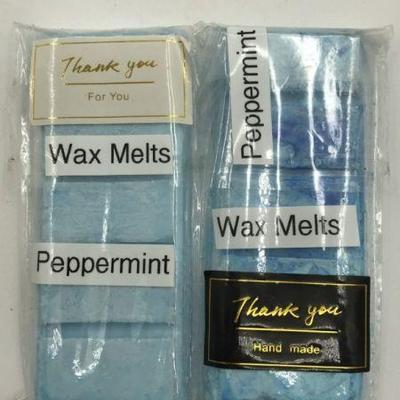 Thank you
For You
Wax Melts
Peppermint
Peppermint
Wax Melts
Thank you
Hand made